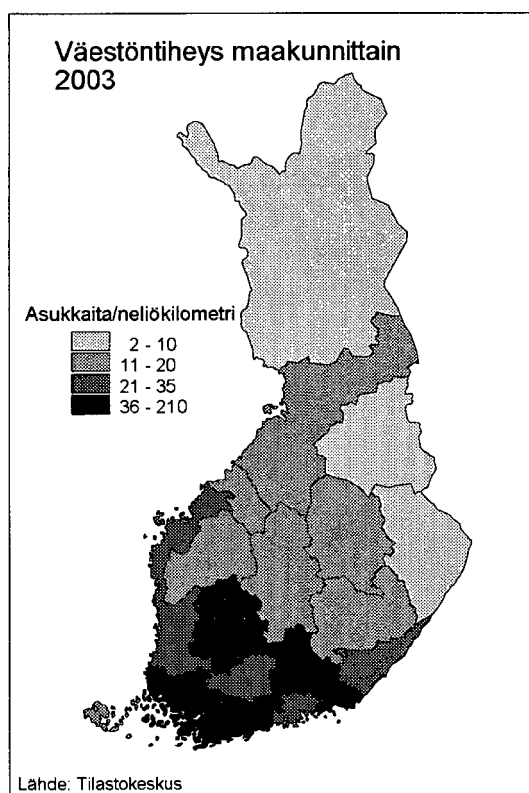 Väestöntiheys maakunnittain
2003
Asukkaita/neliökilometri
2 - 10
11 - 20
21 - 35
36 - 210
Lähde: Tilastokeskus